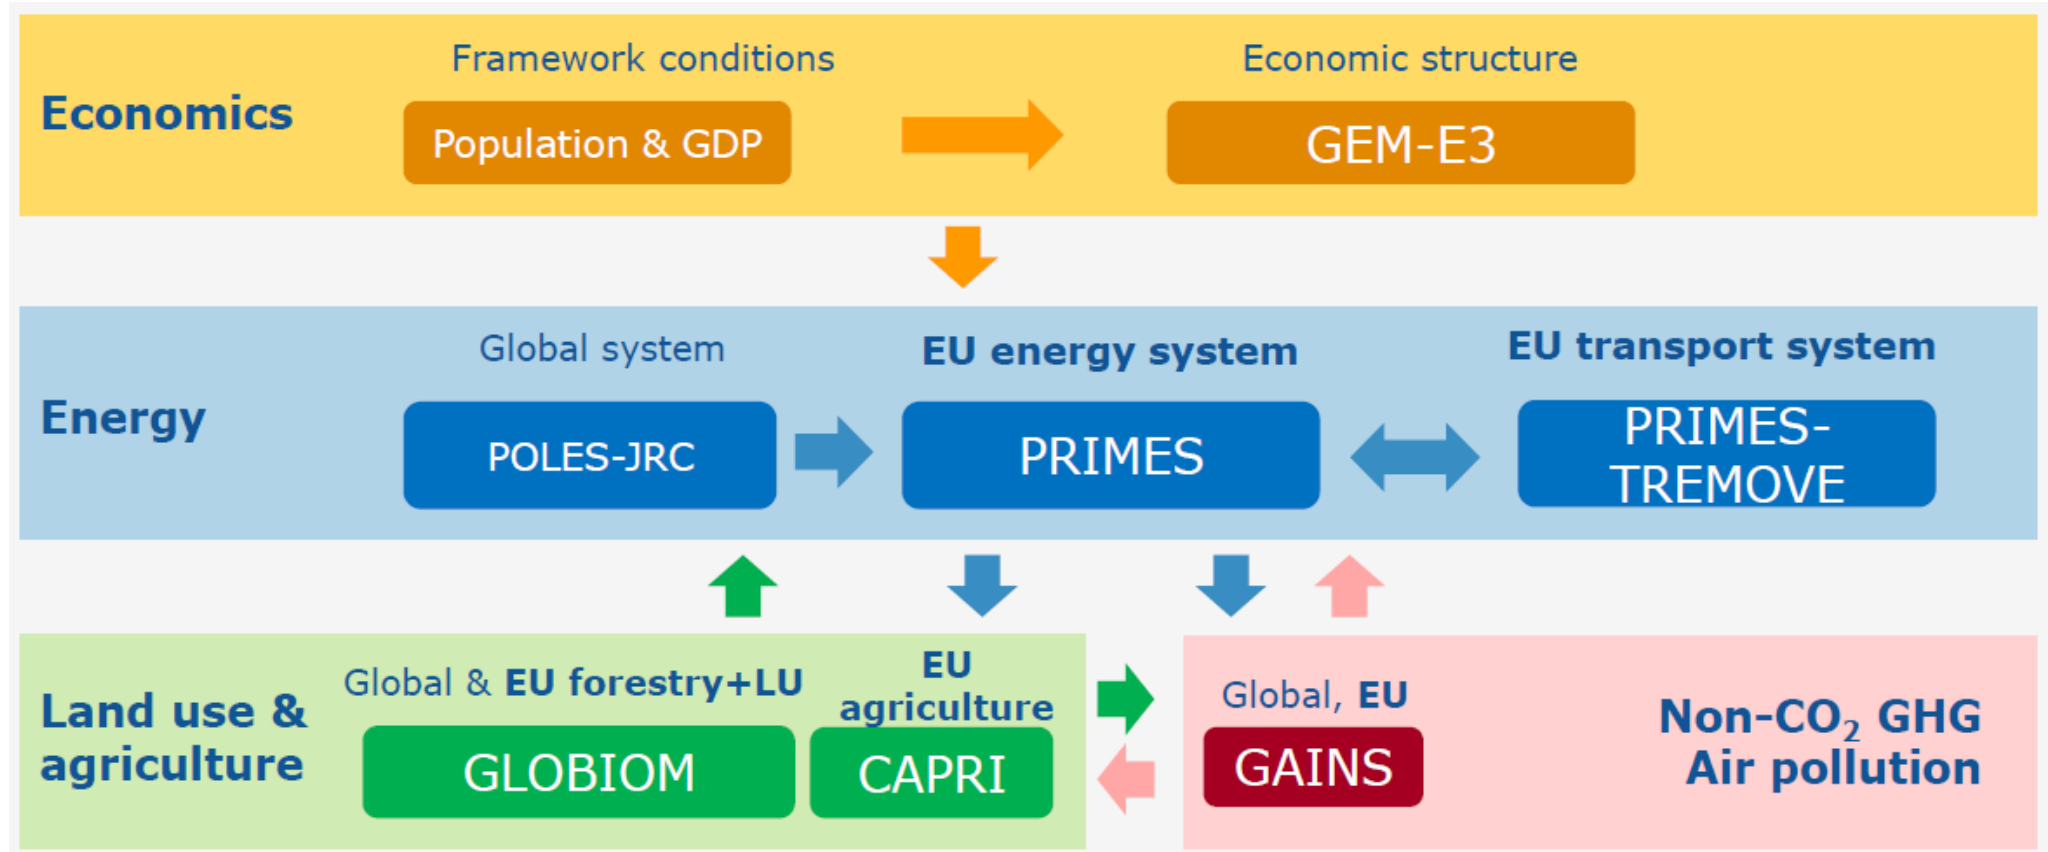 Framework conditions
Economic structure
Economics
Population & GDP
GEM-E3
Global system
EU energy system
EU transport system
Energy
POLES-JRC
PRIMES
PRIMES-
TREMOVE
Land use &
agriculture
Global & EU forestry+LU
GLOBIOM
EU
agriculture
CAPRI
Global, EU
GAINS
Non-CO₂ GHG
Air pollution